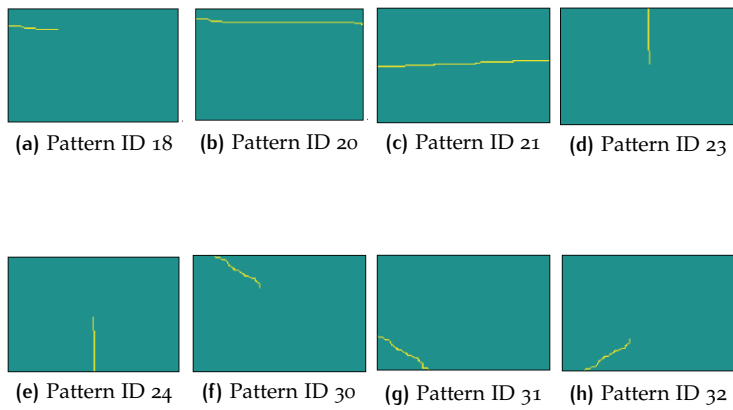 (a) Pattern ID 18
(b) Pattern ID 20
(c) Pattern ID 21
(d) Pattern ID 23
(e) Pattern ID 24
(f) Pattern ID 30
(g) Pattern ID 31
(h) Pattern ID 32